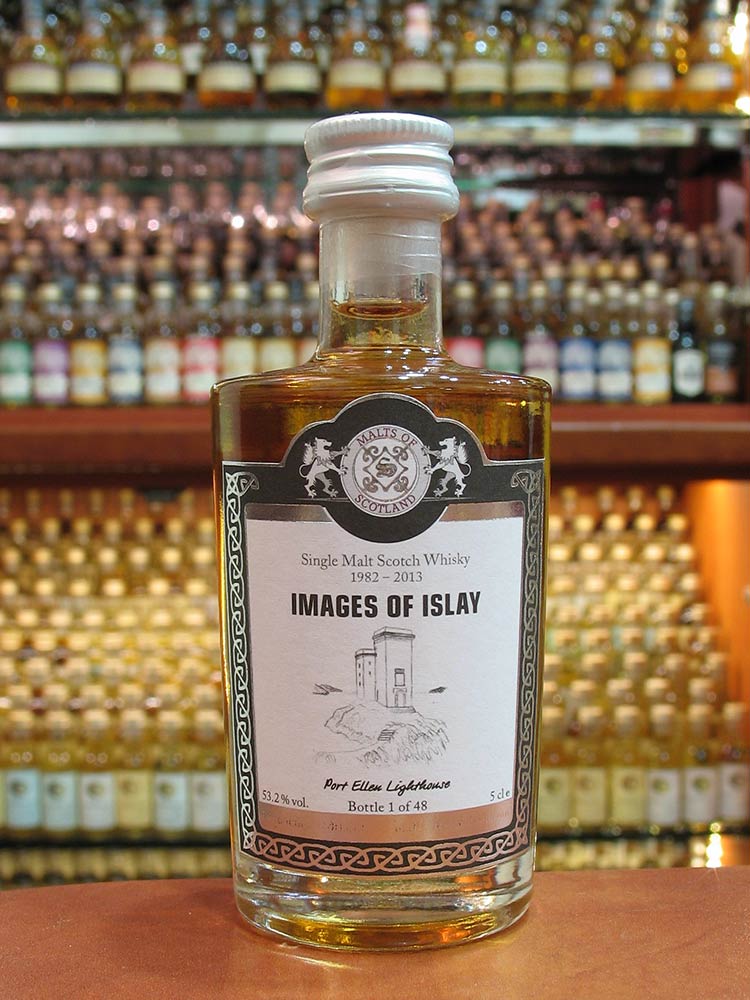 MALTS OF
S
SCOTLAND
Single Malt Scotch Whisky
1982 – 2013
IMAGES OF ISLAY
Port Ellen Lighthouse
53.2 % vol.
Bottle 1 of 48
5 cl e